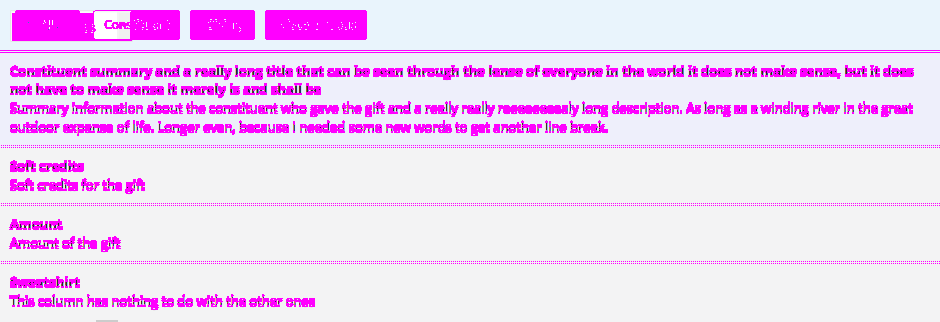 Constituent summary and a really long title that can be seen through the lense of everyone in the world it does not make sense, but it does
not have to make sense it merely is and shall be
Summary information about the constituent who gave the gift and a really really reeeeeeeealy long description. As long as a winding river in the great
outdoor expanse of life. Longer even, because I needed some new words to get another line break.
Soft credits
Soft credits for the gift
Amount
Amount of the gift
Sweatshirt
This column has nothing to do with the other ones